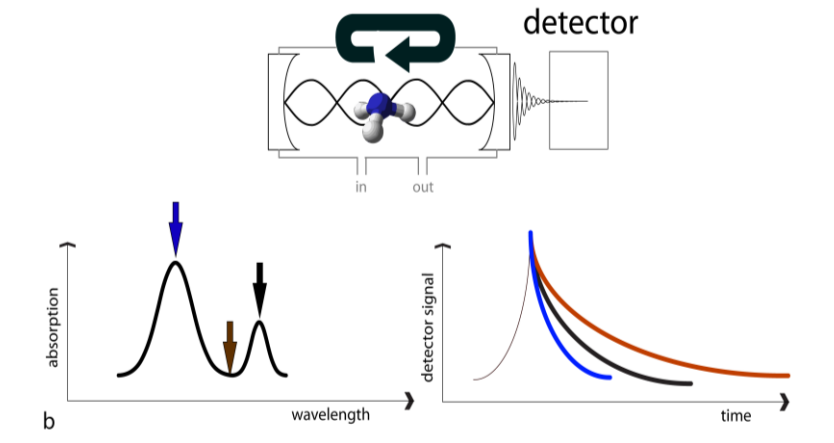 detector
in
out
absorption
wavelength
b
detector signal
time